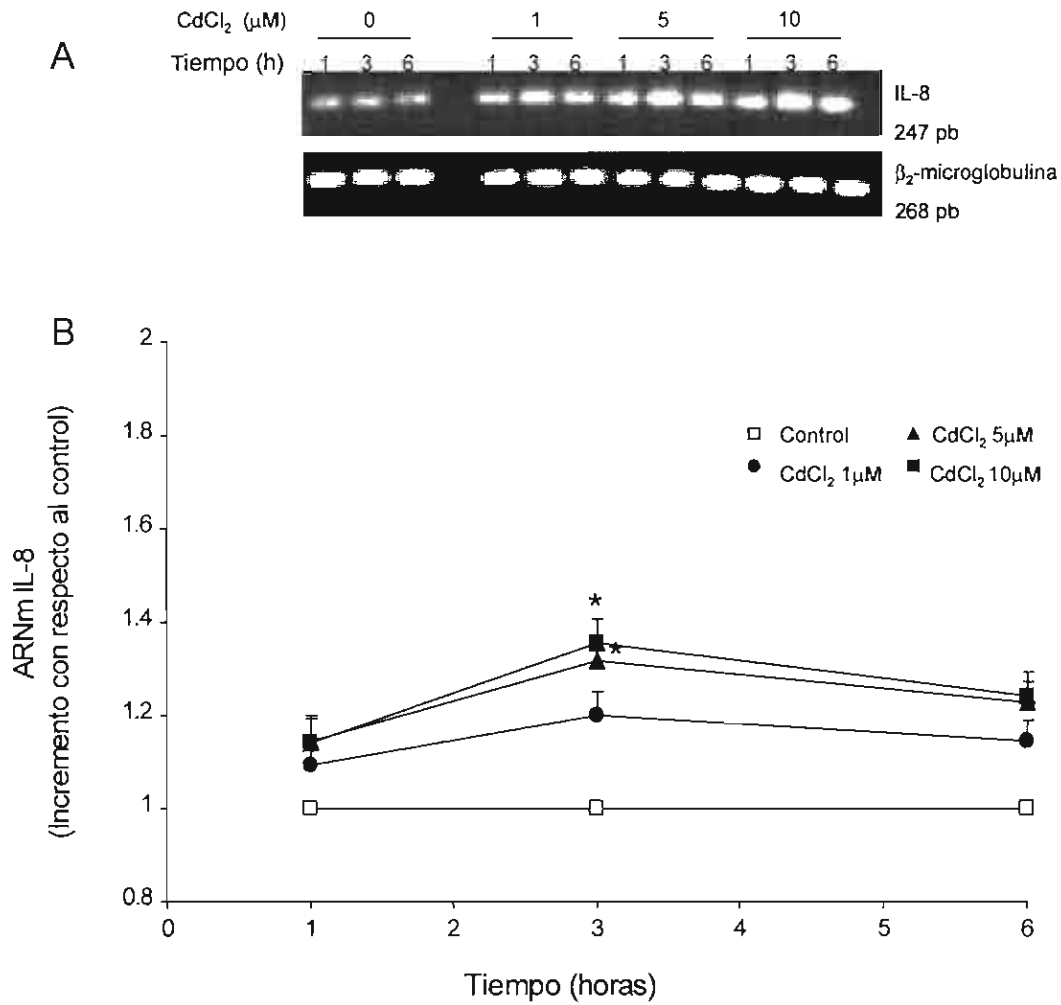 CdCl2 (µM) 0 1 5 10
A
Tiempo (h) 1 3 6 1 3 6 1 3 6 1 3 6
IL-8
247 pb
β2-microglobulina
268 pb
B
ARNm IL-8
(Incremento con respecto al control)
2
1.8
1.6
1.4
1.2
1
0.8
Control
CdCl2 1µM
CdCl2 5µM
CdCl2 10µM
*
*
0 1 2 3 4 5 6
Tiempo (horas)